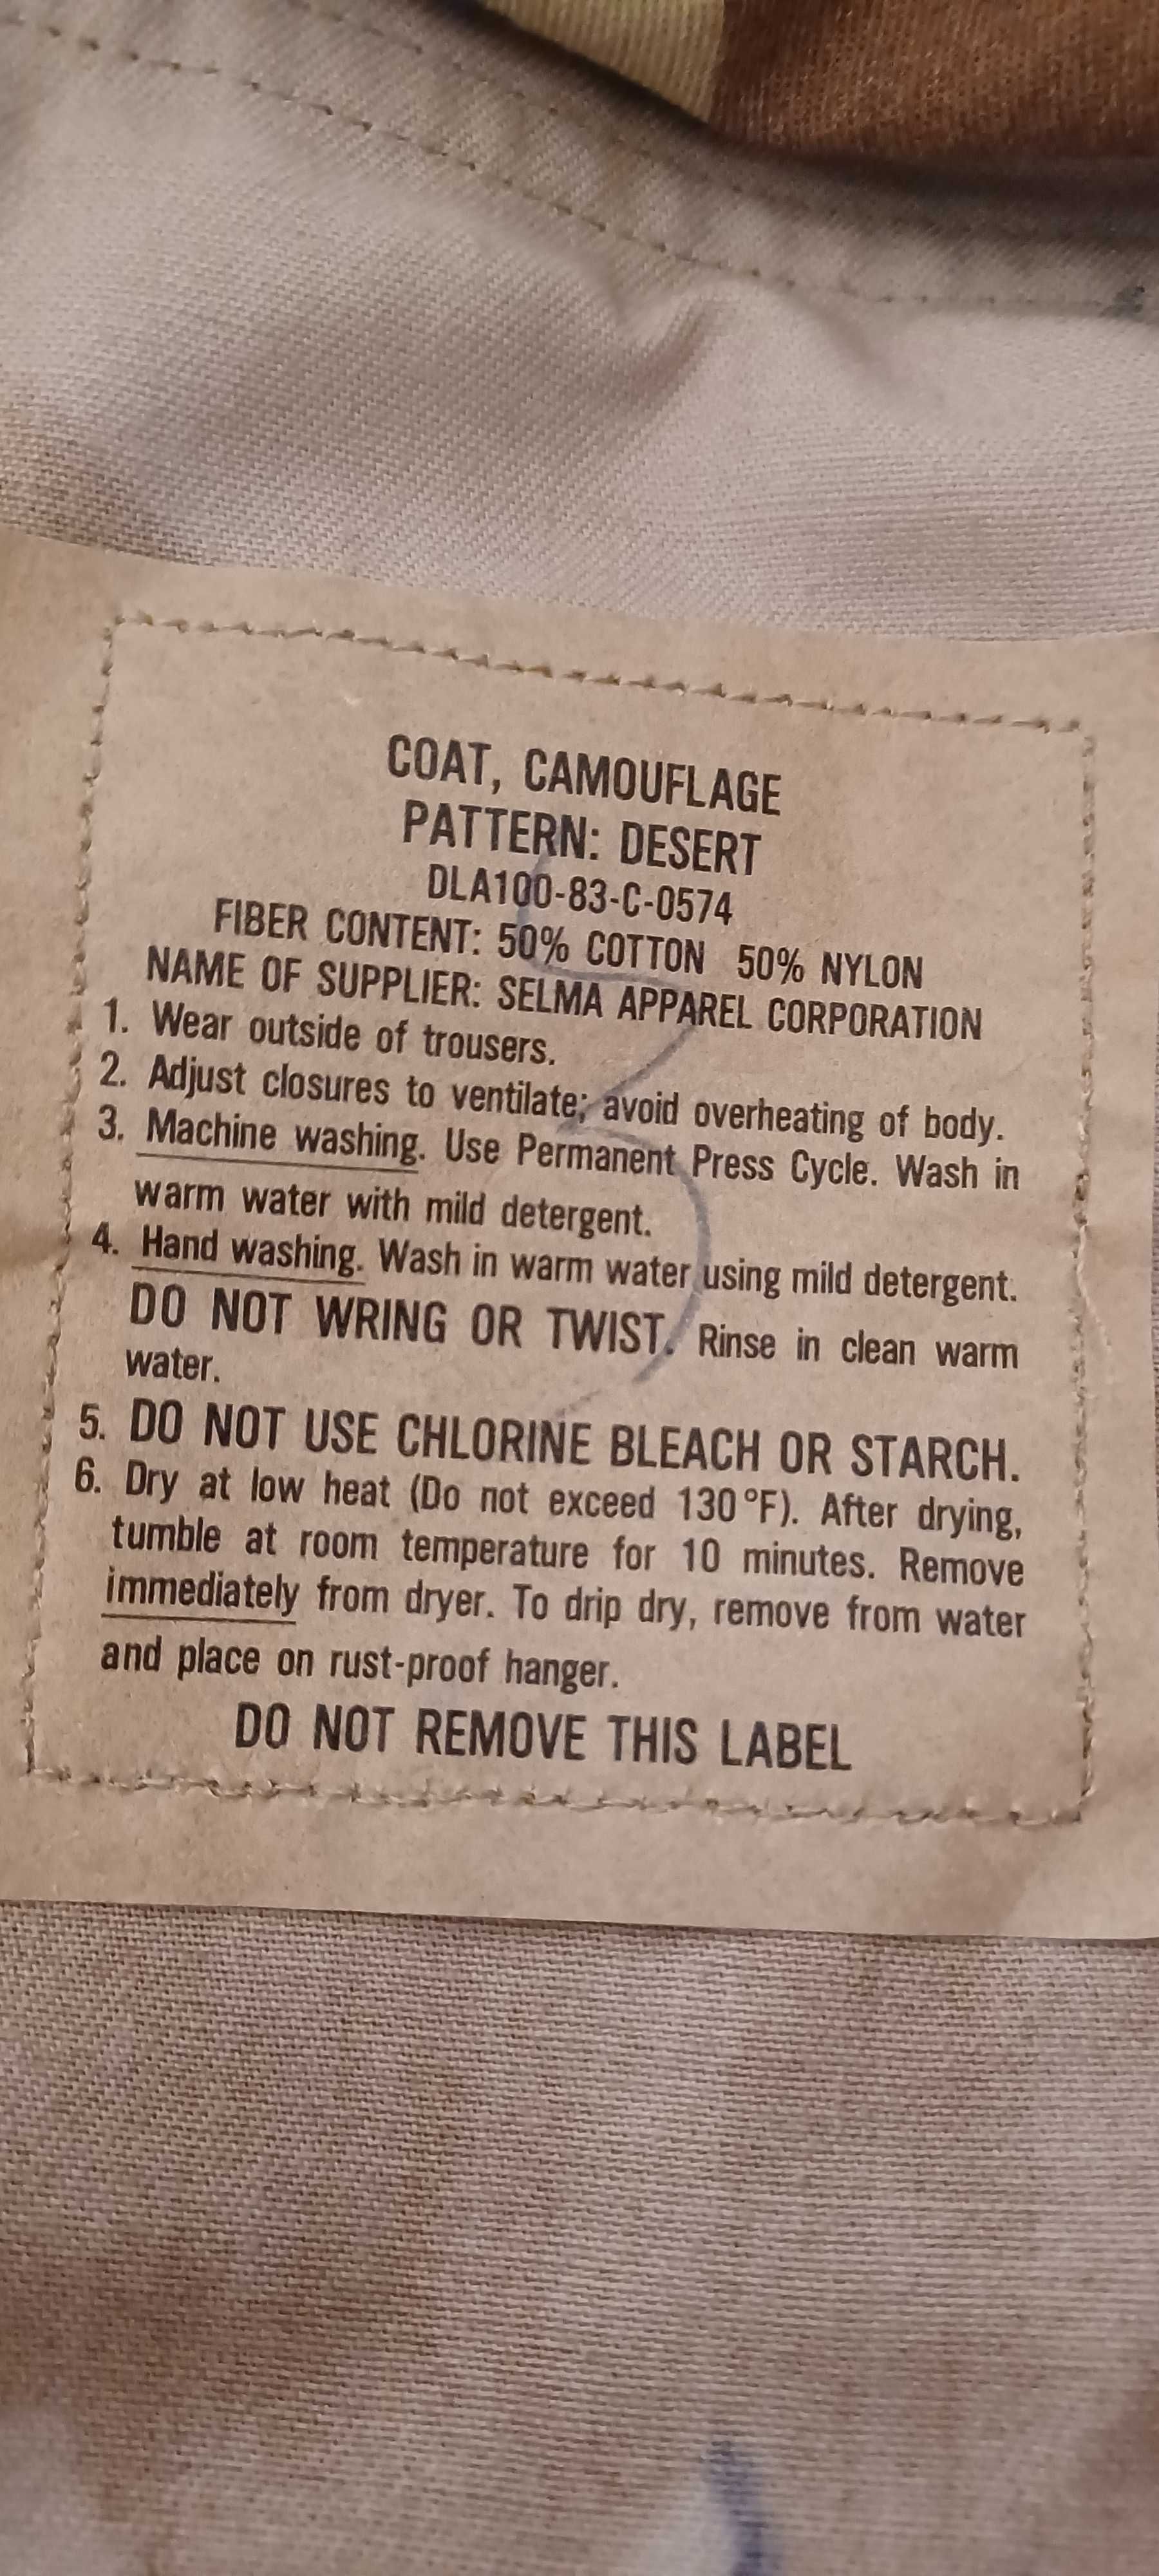 COAT, CAMOUFLAGE
PATTERN: DESERT
DLA100-83-C-0574
FIBER CONTENT: 50% COTTON 50% NYLON
NAME OF SUPPLIER: SELMA APPAREL CORPORATION
1. Wear outside of trousers.
2. Adjust closures to ventilate; avoid overheating of body.
3. Machine washing. Use Permanent Press Cycle. Wash in
warm water with mild detergent.
4. Hand washing. Wash in warm water using mild detergent.
DO NOT WRING OR TWIST. Rinse in clean warm
water.
5. DO NOT USE CHLORINE BLEACH OR STARCH.
6. Dry at low heat (Do not exceed 130°F). After drying,
tumble at room temperature for 10 minutes. Remove
immediately from dryer. To drip dry, remove from water
and place on rust-proof hanger.
DO NOT REMOVE THIS LABEL